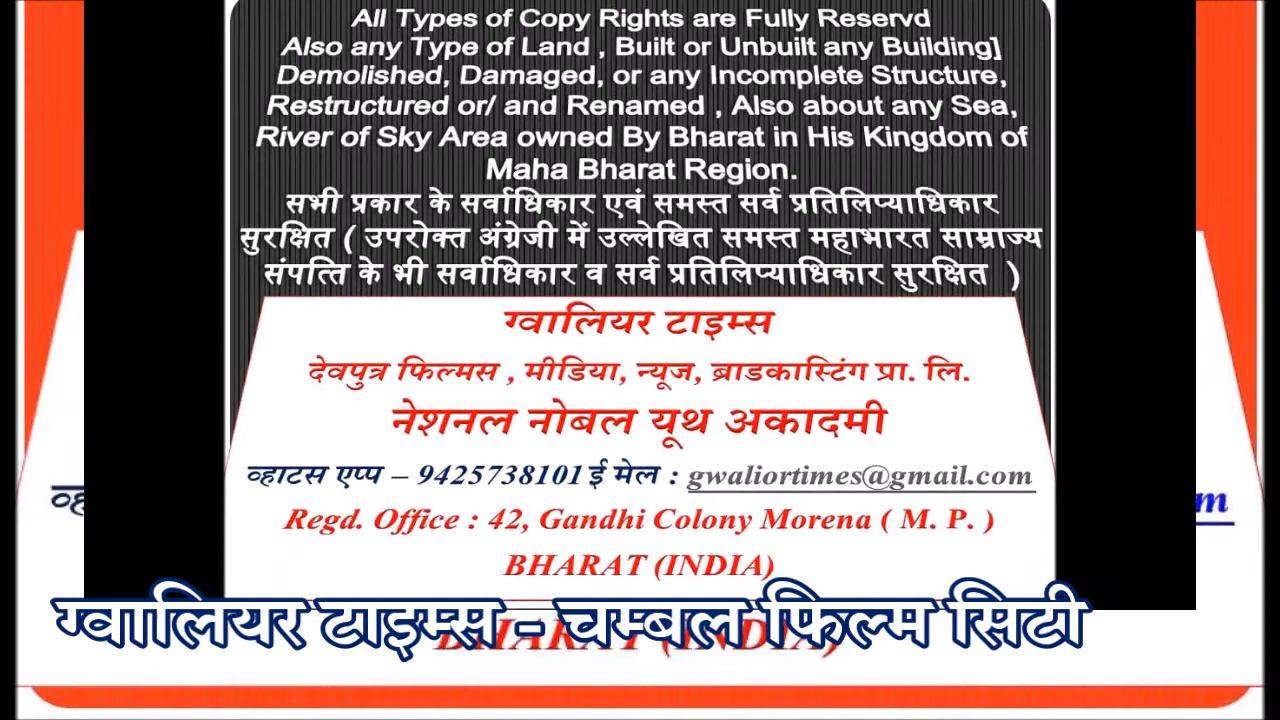 All Types of Copy Rights are Fully Reservd
Also any Type of Land , Built or Unbuilt any Building]
Demolished, Damaged, or any Incomplete Structure,
Restructured or/ and Renamed , Also about any Sea,
River of Sky Area owned By Bharat in His Kingdom of
Maha Bharat Region.
सभी प्रकार के सर्वाधिकार एवं समस्त सर्व प्रतिलिप्याधिकार
सुरक्षित ( उपरोक्त अंग्रेजी में उल्लेखित समस्त महाभारत साम्राज्य
संपत्ति के भी सर्वाधिकार व सर्व प्रतिलिप्याधिकार सुरक्षित )
ग्वालियर टाइम्स
देवपुत्र फिल्मस , मीडिया, न्यूज, ब्राडकास्टिंग प्रा. लि.
नेशनल नोबल यूथ अकादमी
व्हाटस एप्प – 9425738101 ई मेल : gwaliortimes@gmail.com
Regd. Office : 42, Gandhi Colony Morena ( M. P. )
BHARAT (INDIA)
ग्वालियर टाइम्स - चम्बल फिल्म सिटी
BHARAT (INDIA)